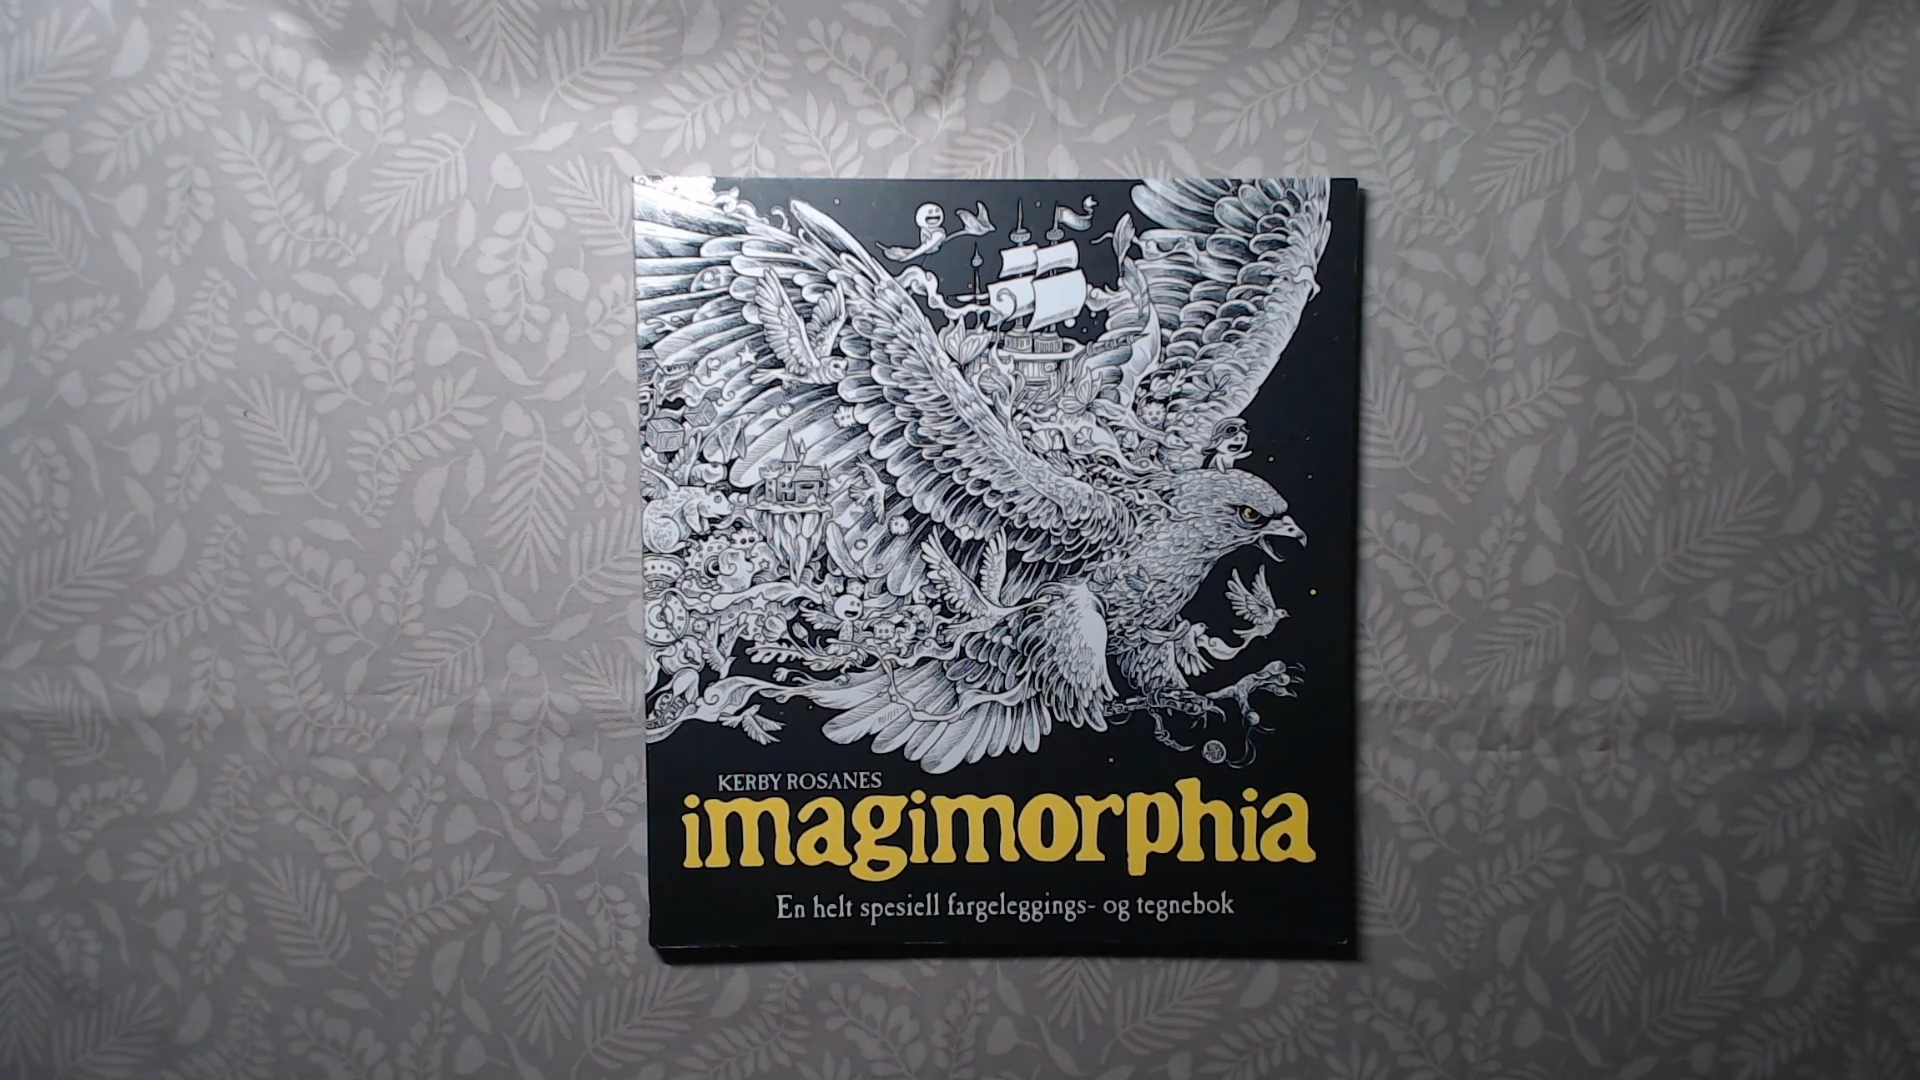 KERBY ROSANES
imagimorphia
En helt spesiell fargeleggings- og tegnebok